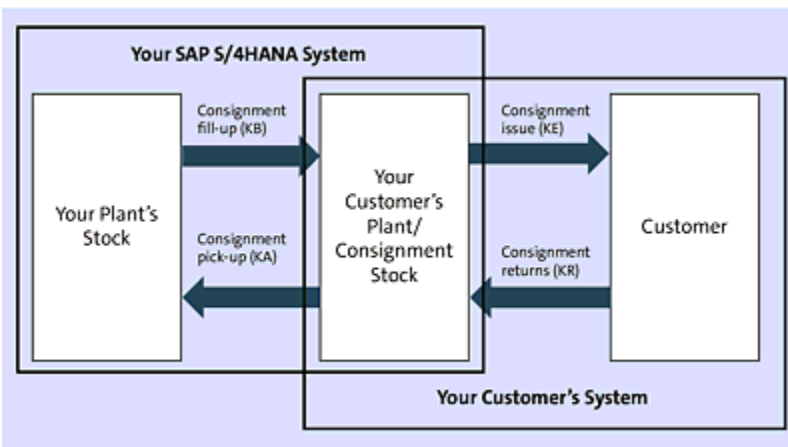 Your SAP S/4HANA System
Consignment
fill-up (KB)
Consignment
issue (KE)
Your Plant's
Stock
Your
Customer's
Plant/
Consignment
Stock
Customer
Consignment
pick-up (KA)
Consignment
returns (KR)
Your Customer's System